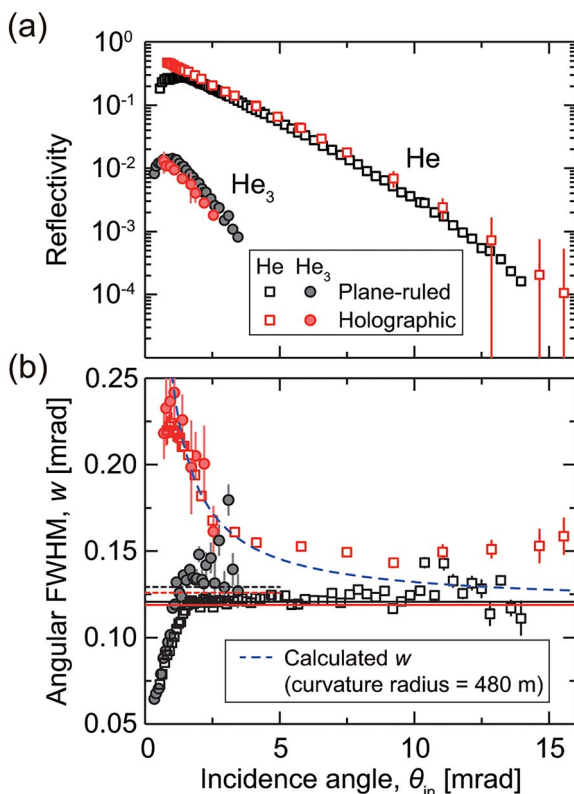 (a)
10⁰
10⁻¹
10⁻²
10⁻³
10⁻⁴
Reflectivity
He
He₃
He He₃
Plane-ruled
Holographic
(b)
0.25
0.20
0.15
0.10
0.05
Angular FWHM, w [mrad]
Calculated w
(curvature radius = 480 m)
0 5 10 15
Incidence angle, θin [mrad]